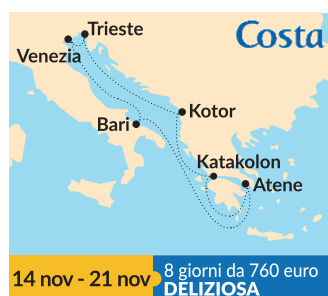 Trieste
Costa
Venezia
Kotor
Bari
Katakolon
Atene
14 nov - 21 nov
8 giorni da 760 euro
DELIZIOSA